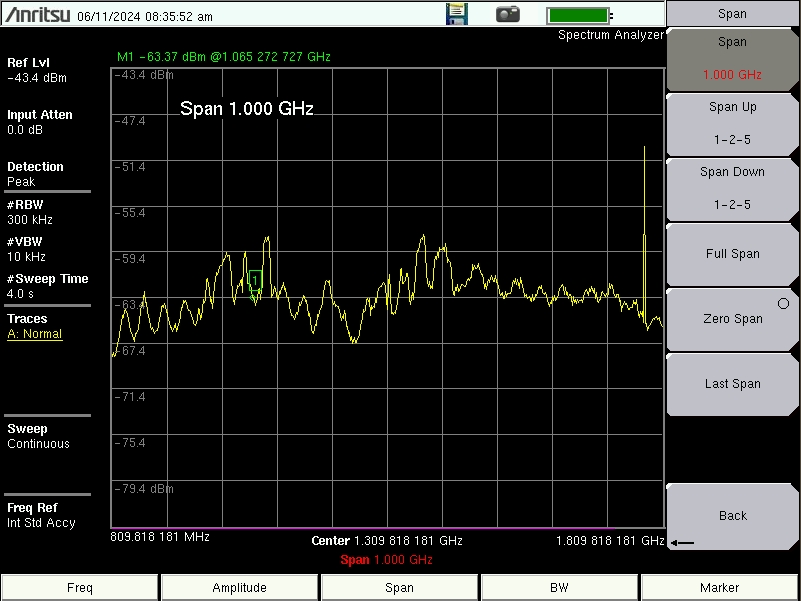 Anritsu 06/11/2024 08:35:52 am
Spectrum Analyzer
Ref Lvl
-43.4 dBm
Input Atten
0.0 dB
Detection
Peak
#RBW
300 kHz
#VBW
10 kHz
#Sweep Time
4.0 s
Traces
A: Normal
Sweep
Continuous
Freq Ref
Int Std Accy
M1 -63.37 dBm @1.065 272 727 GHz
-43.4 dBm
Span 1.000 GHz
-47.4
-51.4
-55.4
-59.4
1
-63.4
-67.4
-71.4
-75.4
-79.4 dBm
809.818 181 MHz
Center 1.309 818 181 GHz
1.809 818 181 GHz
Span 1.000 GHz
Span
Span
1.000 GHz
Span Up
1-2-5
Span Down
1-2-5
Full Span
Zero Span
Last Span
Back
Freq
Amplitude
Span
BW
Marker